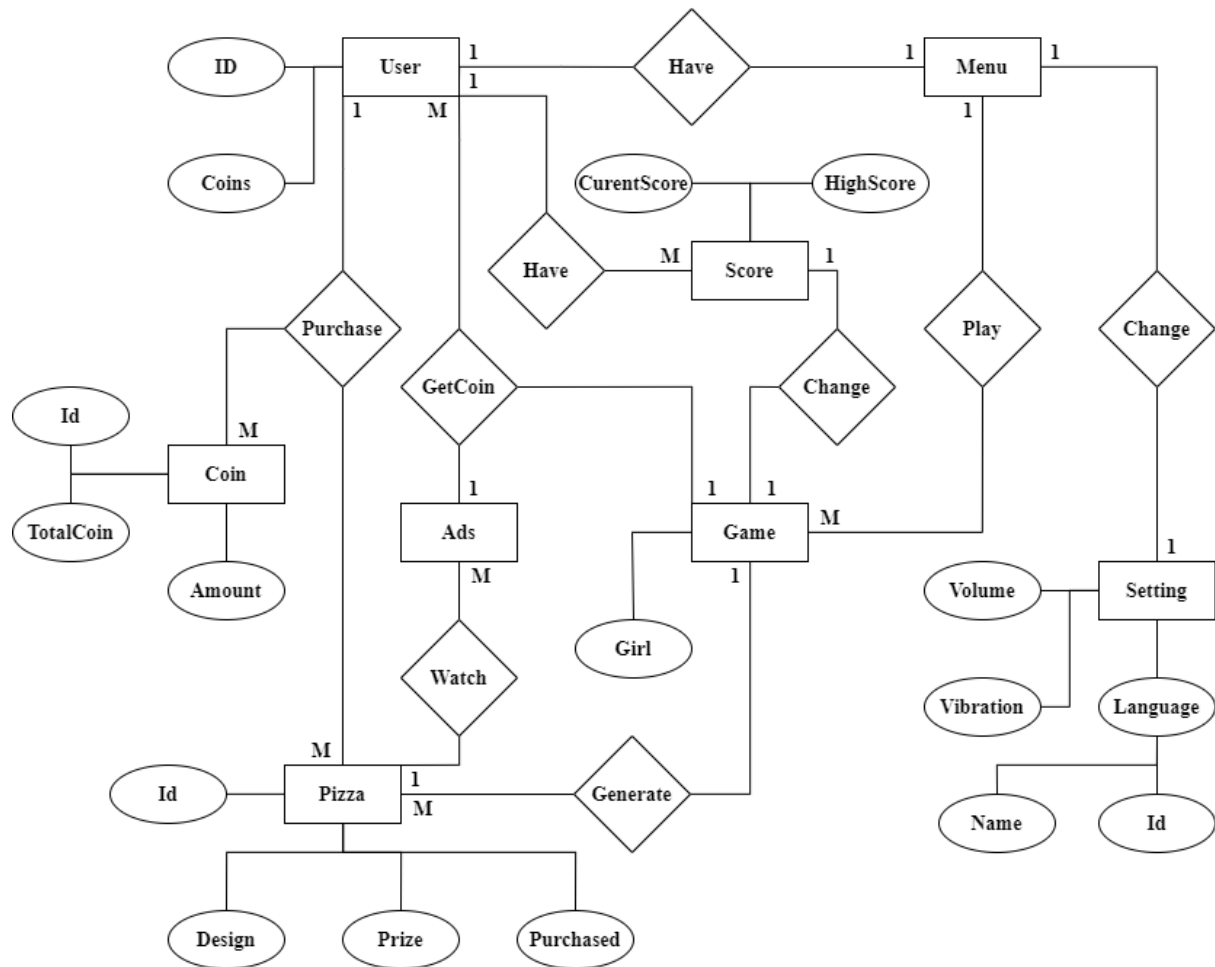 ID
User
1
Have
1
Menu
1
1
1
M
1
Coins
CurentScore
HighScore
Have
M
Score
1
Purchase
Play
Change
GetCoin
Change
Id
M
Coin
1
1
1
TotalCoin
Ads
Game
M
M
1
1
Amount
Volume
Setting
Girl
Watch
Vibration
Language
M
1
Id
Pizza
M
Generate
Name
Id
Design
Prize
Purchased